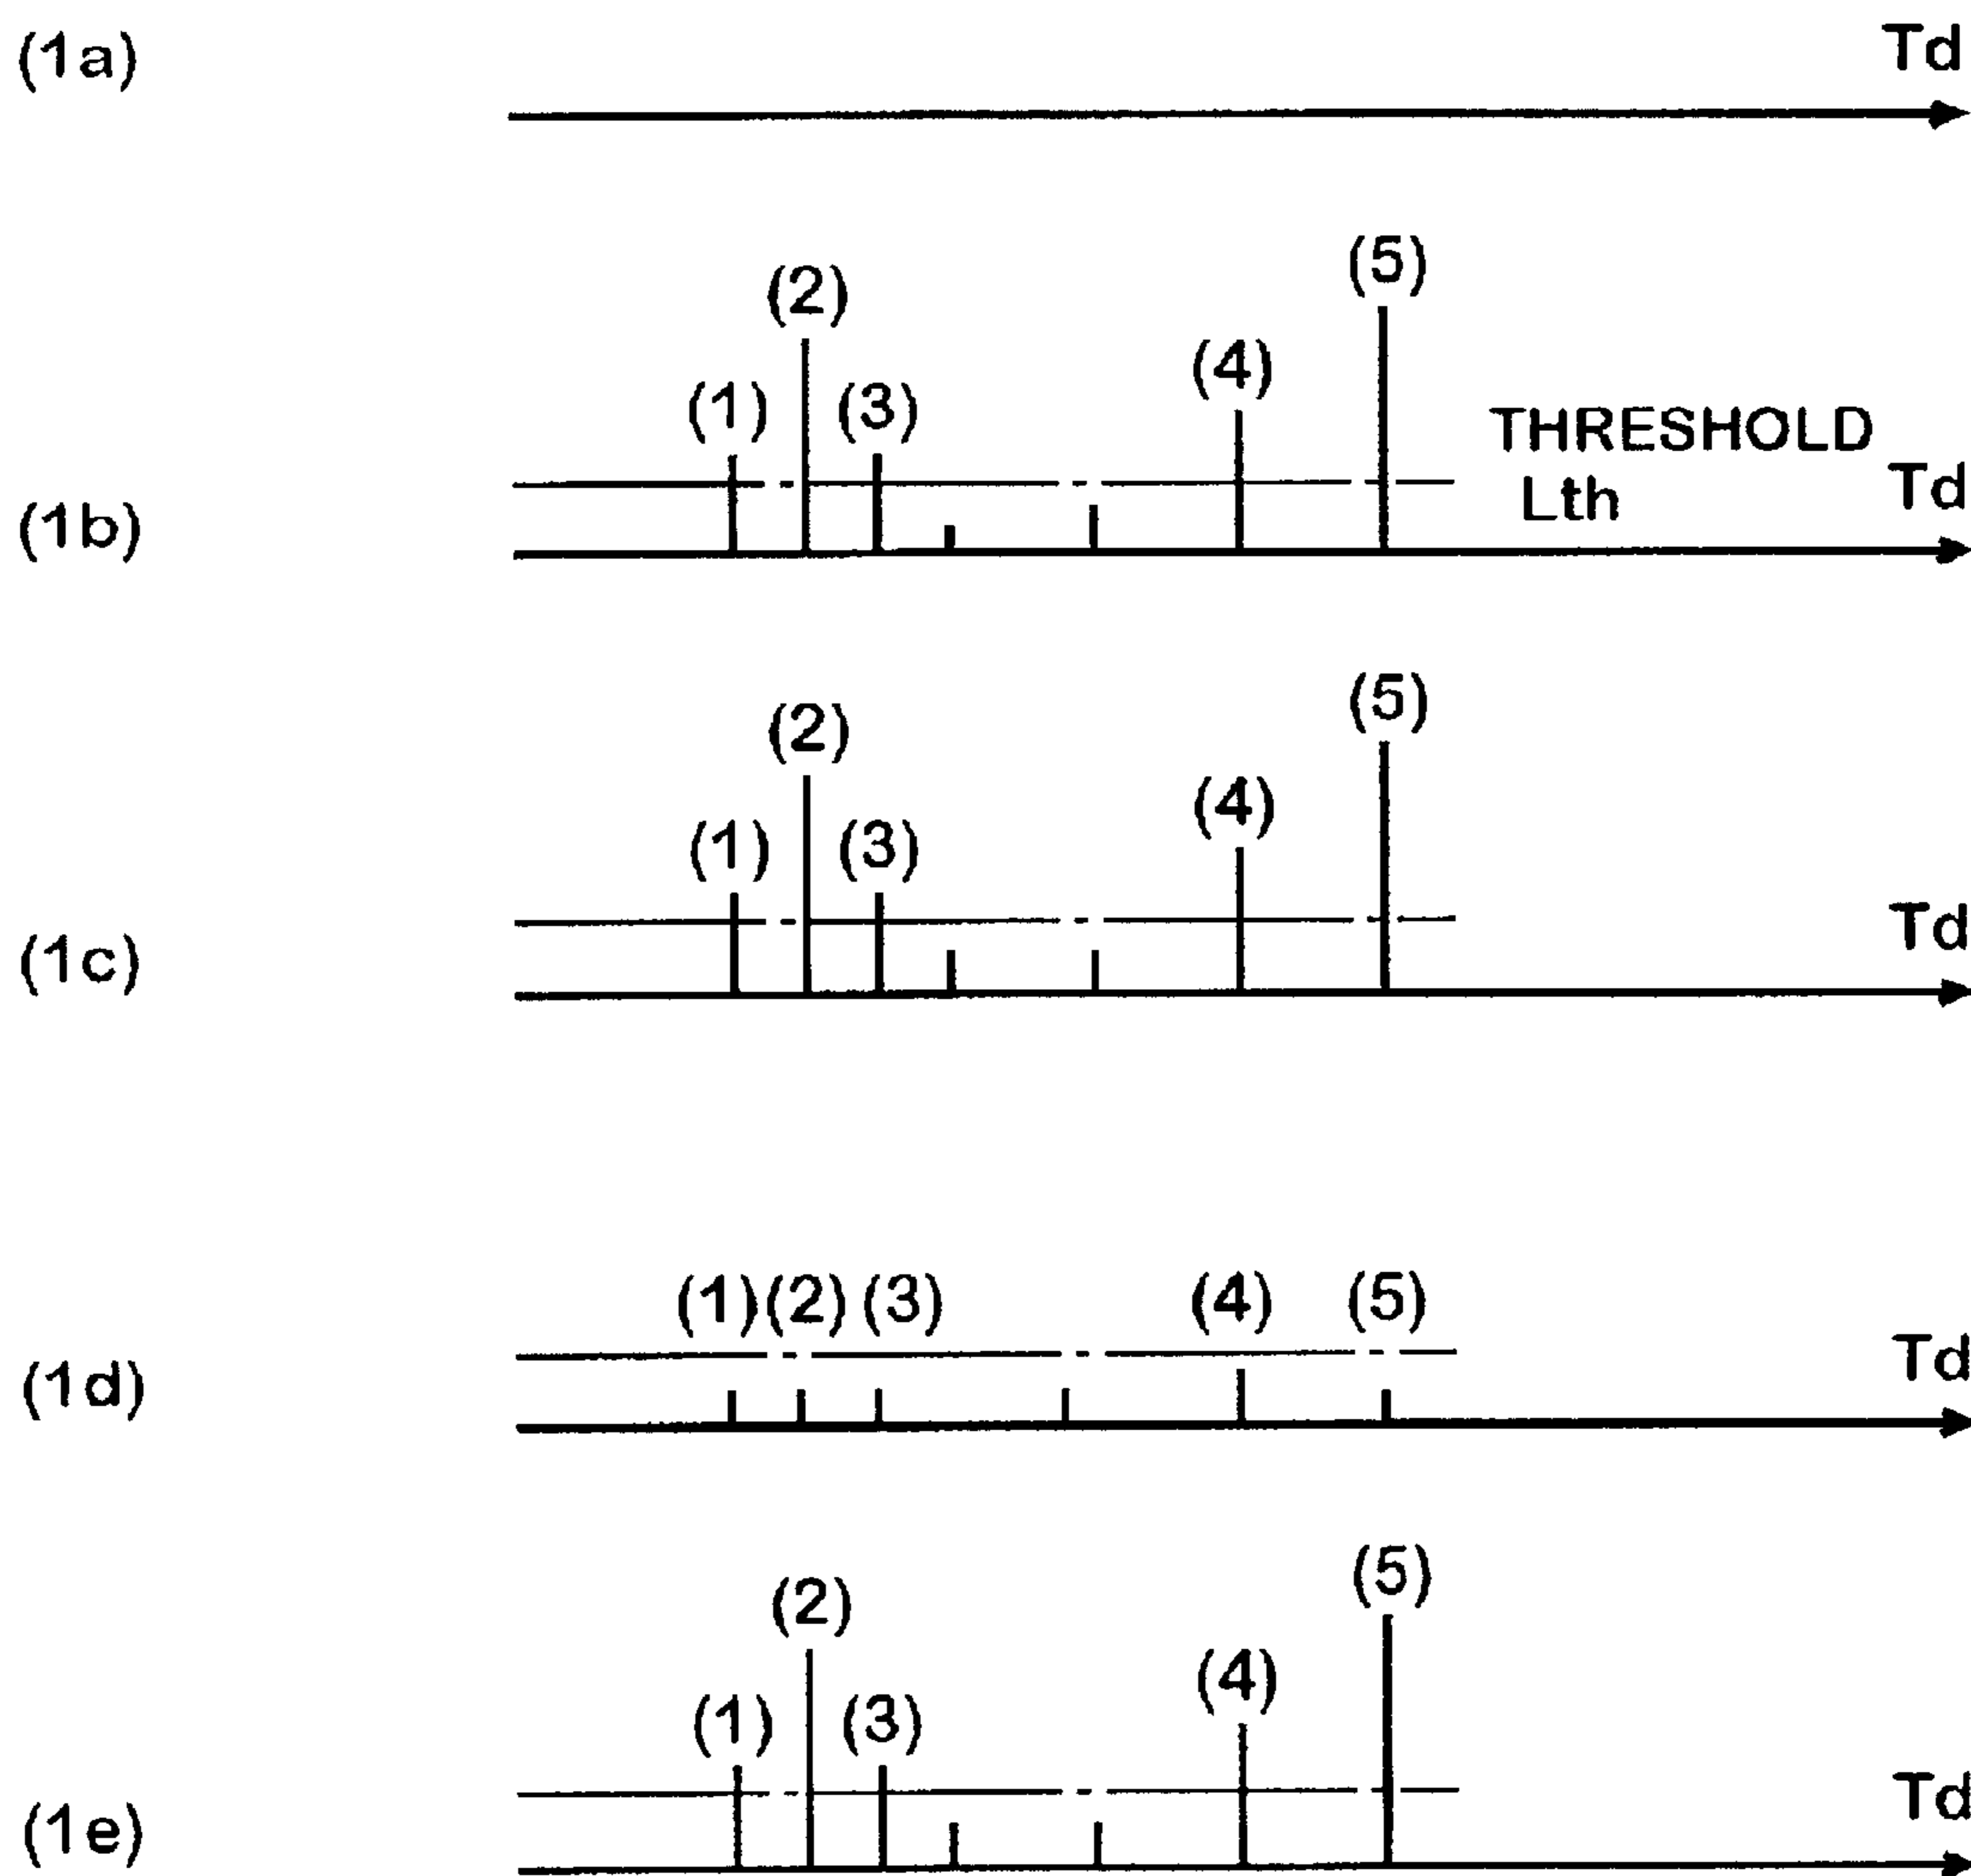 (1a)
Td
(5)
(2)
(4)
(1)
(3)
THRESHOLD
Lth
Td
(1b)
(5)
(2)
(4)
(1)
(3)
Td
(1c)
(1) (2) (3) (4) (5)
Td
(1d)
(5)
(2)
(4)
(1)
(3)
Td
(1e)